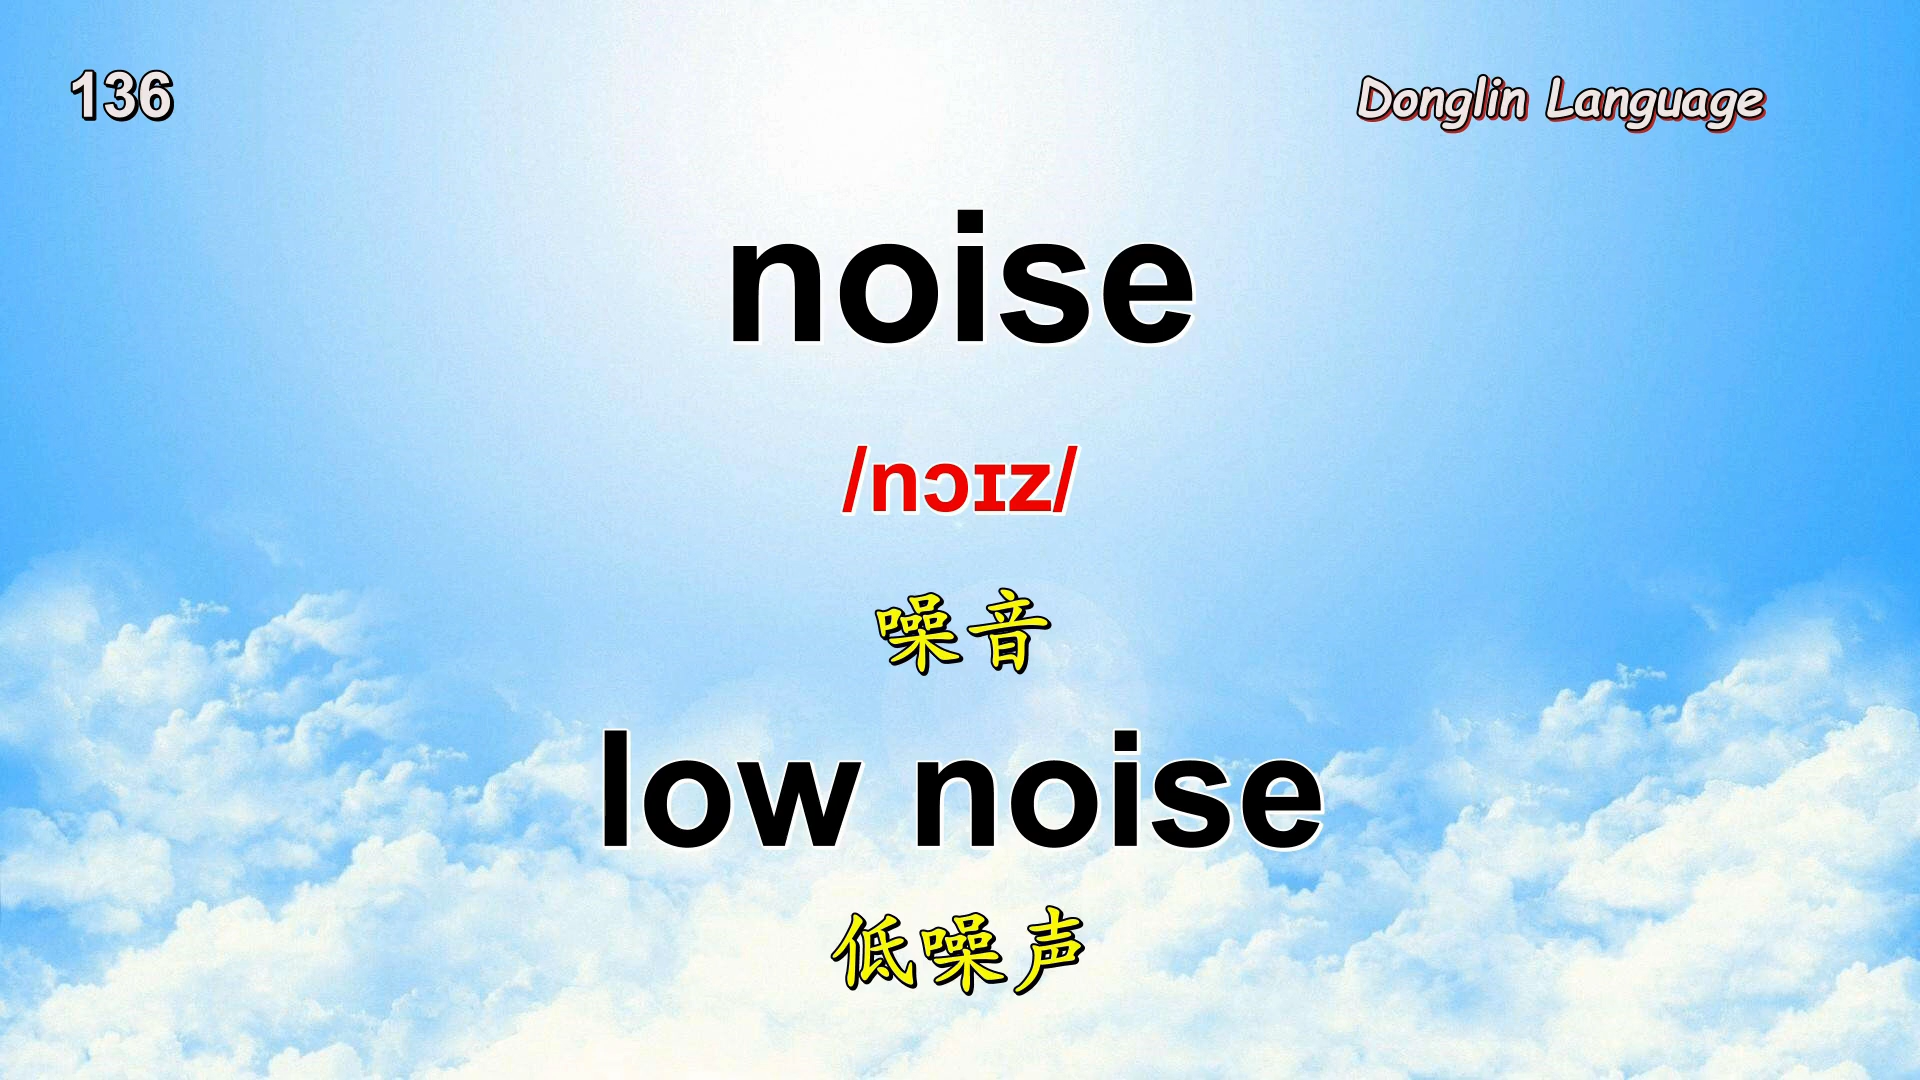 136
Donglin Language
noise
/nɔɪz/
噪音
low noise
低噪声